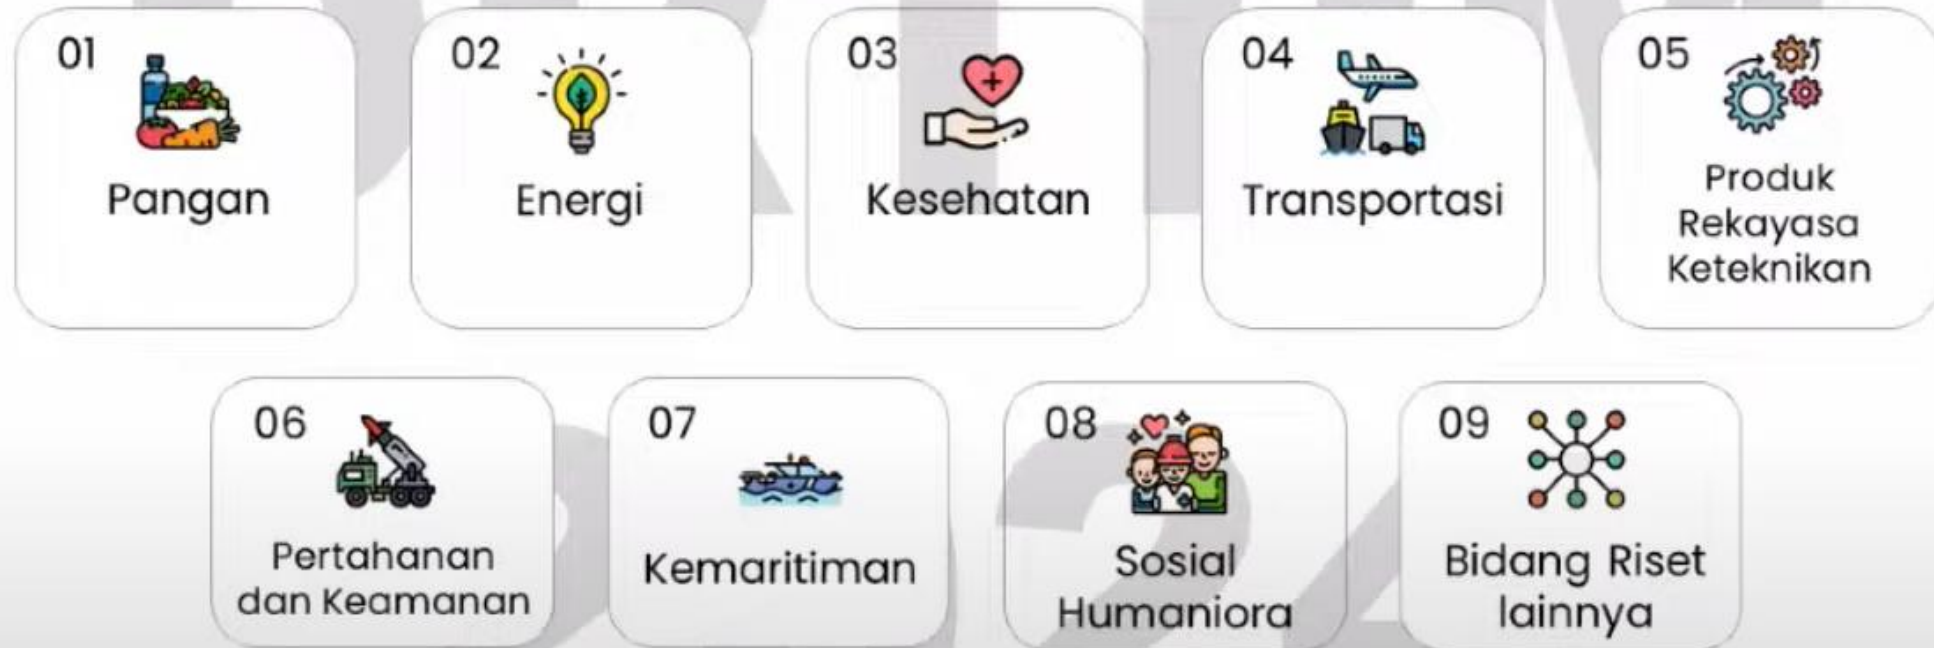 01
Pangan
02
Energi
03
Kesehatan
04
Transportasi
05
Produk
Rekayasa
Keteknikan
06
Pertahanan
dan Keamanan
07
Kemaritiman
08
Sosial
Humaniora
09
Bidang Riset
lainnya